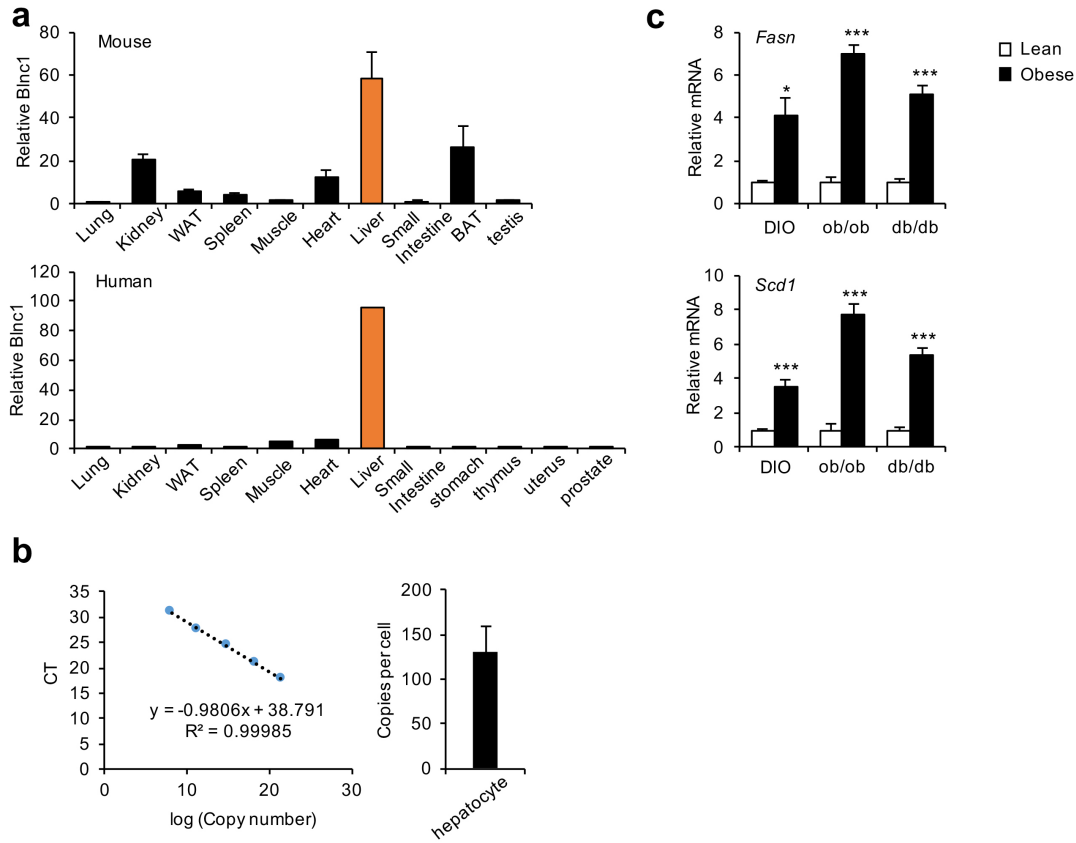 a
Mouse
Relative Blnc1
80
60
40
20
0
Lung
Kidney
WAT
Spleen
Muscle
Heart
Liver
Small
Intestine
BAT
testis
Human
Relative Blnc1
120
100
80
60
40
20
0
Lung
Kidney
WAT
Spleen
Muscle
Heart
Liver
Small
Intestine
stomach
thymus
uterus
prostate
b
CT
35
30
25
20
15
10
5
0
y = -0.9806x + 38.791
R² = 0.99985
0 10 20 30
log (Copy number)
Copies per cell
200
150
100
50
0
hepatocyte
c
Fasn
Relative mRNA
8
6
4
2
0
* *** ***
DIO ob/ob db/db
Lean
Obese
Scd1
Relative mRNA
10
8
6
4
2
0
*** *** ***
DIO ob/ob db/db